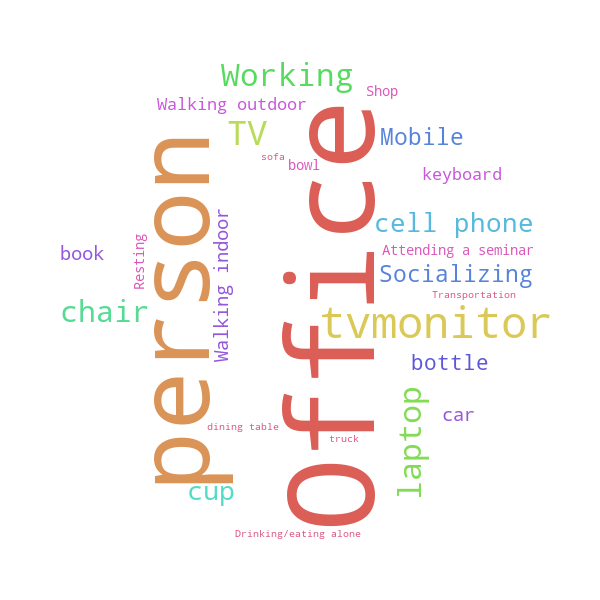 Working
Shop
Walking outdoor
TV
Mobile
sofa
bowl
keyboard
person
Office
cell phone
book
Resting
Walking indoor
Attending a seminar
Socializing
Transportation
chair
tvmonitor
bottle
laptop
car
dining table
truck
cup
Drinking/eating alone